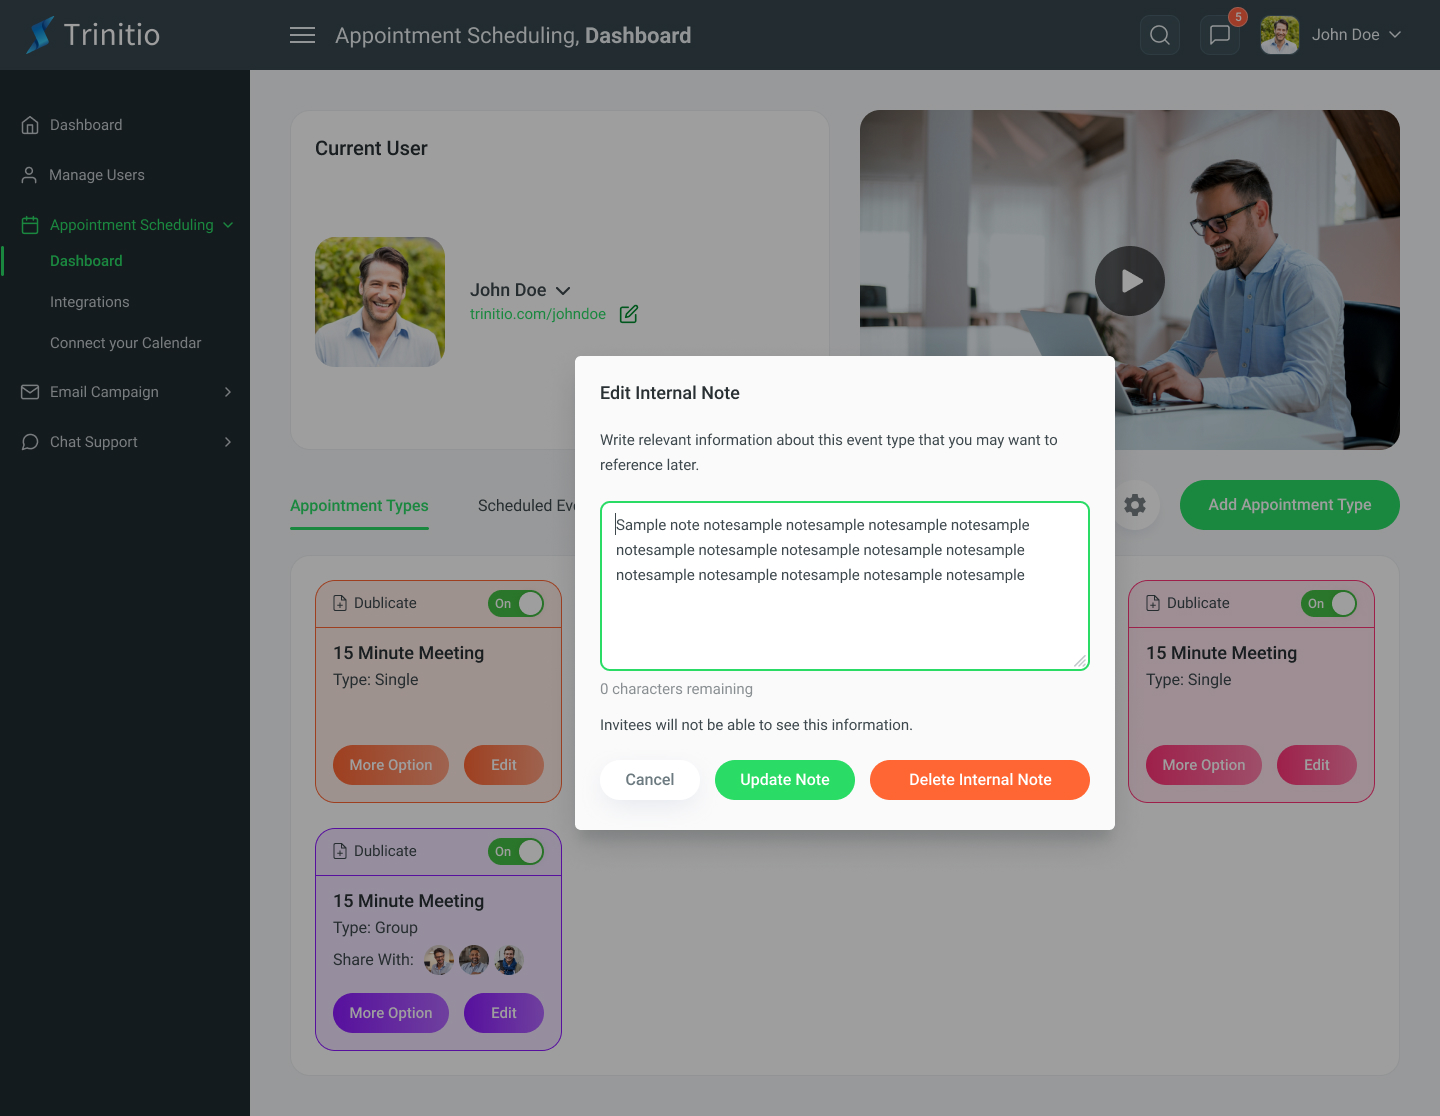 Trinitio
Appointment Scheduling, Dashboard
5
John Doe
Dashboard
Manage Users
Appointment Scheduling
Dashboard
Integrations
Connect your Calendar
Email Campaign
Chat Support
Current User
John Doe
trinitio.com/johndoe
Appointment Types
Scheduled Eve
Add Appointment Type
Dublicate
On
15 Minute Meeting
Type: Single
More Option
Edit
Dublicate
On
15 Minute Meeting
Type: Single
More Option
Edit
Dublicate
On
15 Minute Meeting
Type: Group
Share With:
More Option
Edit
Edit Internal Note
Write relevant information about this event type that you may want to
reference later.
Sample note notesample notesample notesample notesample
notesample notesample notesample notesample notesample
notesample notesample notesample notesample notesample
0 characters remaining
Invitees will not be able to see this information.
Cancel
Update Note
Delete Internal Note